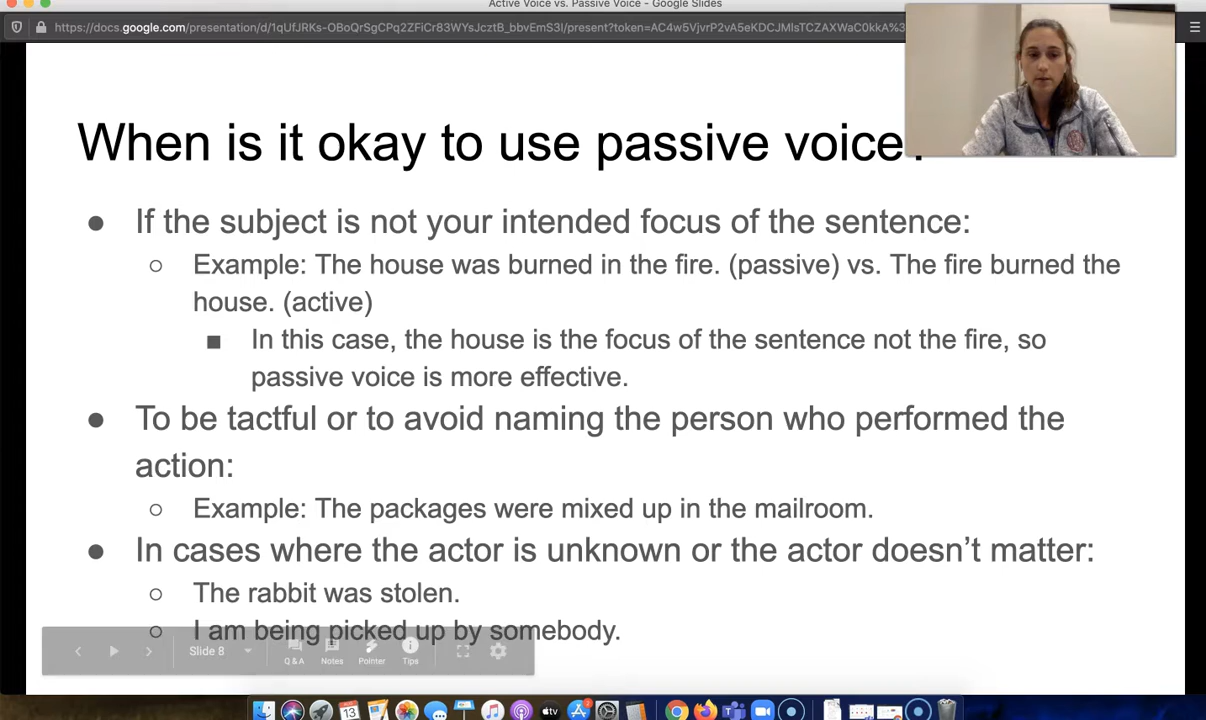 Active Voice vs. Passive Voice - Google Slides
When is it okay to use passive voice?
● If the subject is not your intended focus of the sentence:
○ Example: The house was burned in the fire. (passive) vs. The fire burned the
house. (active)
■ In this case, the house is the focus of the sentence not the fire, so
passive voice is more effective.
● To be tactful or to avoid naming the person who performed the
action:
○ Example: The packages were mixed up in the mailroom.
● In cases where the actor is unknown or the actor doesn't matter:
○ The rabbit was stolen.
○ I am being picked up by somebody.
Slide 8 Q & A Notes Pointer Tips
13 tv